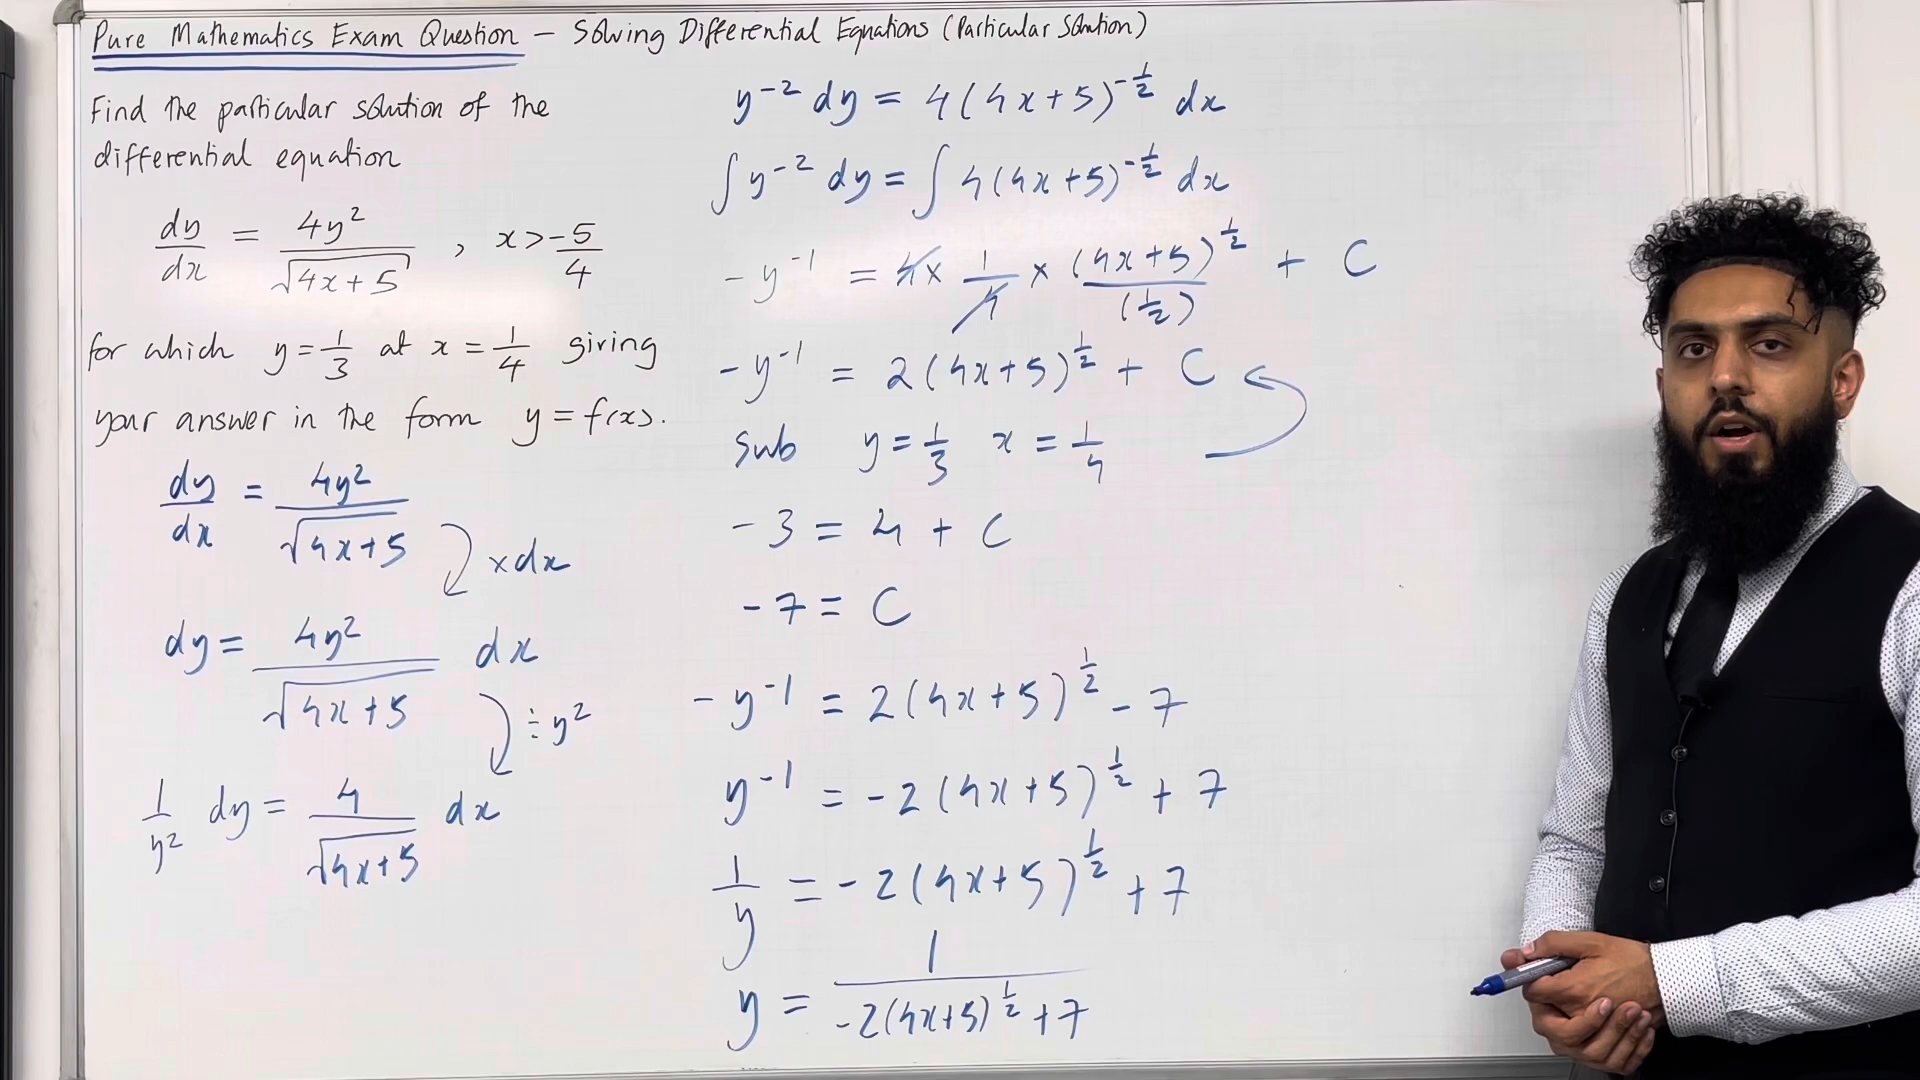 Pure Mathematics Exam Question – Solving Differential Equations (Particular Solution)
Find the particular solution of the
differential equation
dy/dx = 4y²/√(4x+5) , x > -5/4
for which y = 1/3 at x = 1/4 giving
your answer in the form y = f(x).
dy/dx = 4y²/√(4x+5)
×dx
dy = 4y²/√(4x+5) dx
÷y²
1/y² dy = 4/√(4x+5) dx
y⁻² dy = 4(4x+5)^(-1/2) dx
∫y⁻² dy = ∫4(4x+5)^(-1/2) dx
-y⁻¹ = 4 × 1/4 × (4x+5)^(1/2)/(1/2) + C
-y⁻¹ = 2(4x+5)^(1/2) + C
sub y = 1/3 x = 1/4
-3 = 4 + C
-7 = C
-y⁻¹ = 2(4x+5)^(1/2) - 7
y⁻¹ = -2(4x+5)^(1/2) + 7
1/y = -2(4x+5)^(1/2) + 7
y = 1/(-2(4x+5)^(1/2) + 7)